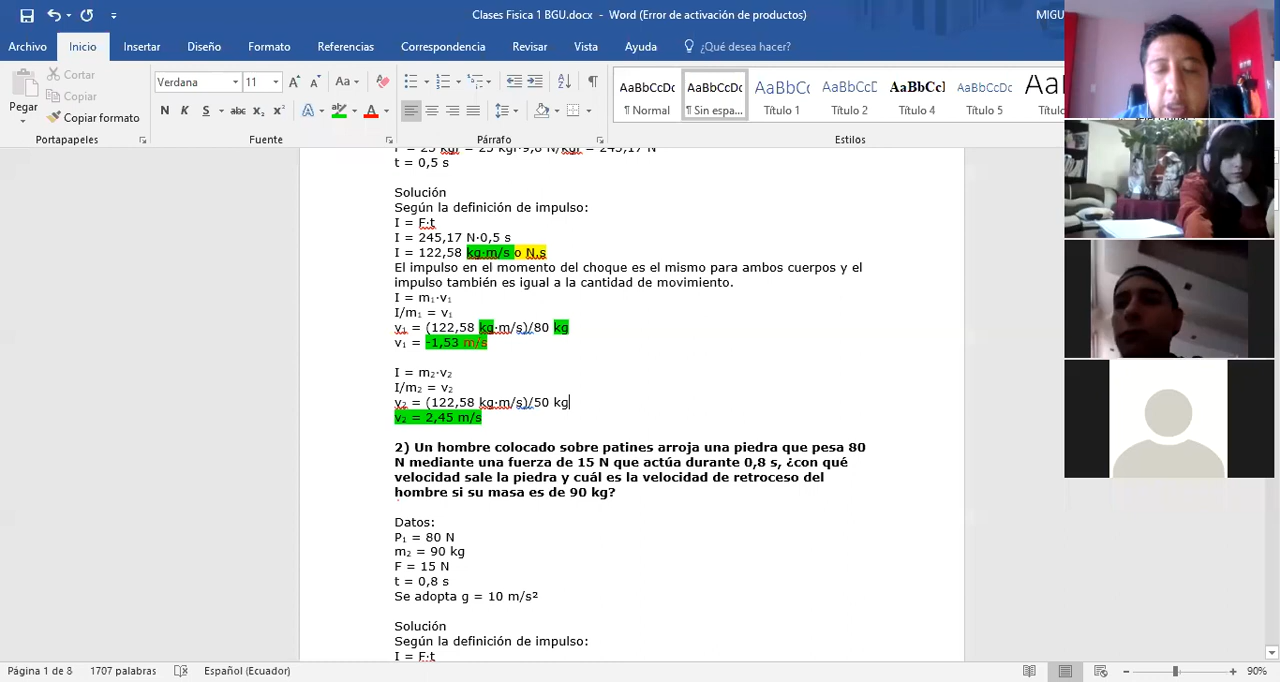 Clases Fisica 1 BGU.docx - Word (Error de activación de productos)
MIGU
Archivo Inicio Insertar Diseño Formato Referencias Correspondencia Revisar Vista Ayuda ¿Qué desea hacer?
Pegar
Cortar
Copiar
Copiar formato
Portapapeles
Verdana 11
Aa
N K S abc x₂ x²
Fuente
Párrafo
AaBbCcDc ¶ Normal
AaBbCcDc ¶ Sin espa...
AaBbCc Título 1
AaBbCcD Título 2
AaBbCc Título 4
AaBbCcDc Título 5
Estilos
t = 0,5 s
Solución
Según la definición de impulso:
I = F·t
I = 245,17 N·0,5 s
I = 122,58 kg·m/s o N.s
El impulso en el momento del choque es el mismo para ambos cuerpos y el
impulso también es igual a la cantidad de movimiento.
I = m₁·v₁
I/m₁ = v₁
v₁ = (122,58 kg·m/s)/80 kg
v₁ = -1,53 m/s
I = m₂·v₂
I/m₂ = v₂
v₂ = (122,58 kg·m/s)/50 kg
v₂ = 2,45 m/s
2) Un hombre colocado sobre patines arroja una piedra que pesa 80
N mediante una fuerza de 15 N que actúa durante 0,8 s, ¿con qué
velocidad sale la piedra y cuál es la velocidad de retroceso del
hombre si su masa es de 90 kg?
Datos:
P₁ = 80 N
m₂ = 90 kg
F = 15 N
t = 0,8 s
Se adopta g = 10 m/s²
Solución
Según la definición de impulso:
I = F·t
Página 1 de 8 1707 palabras Español (Ecuador) 90%